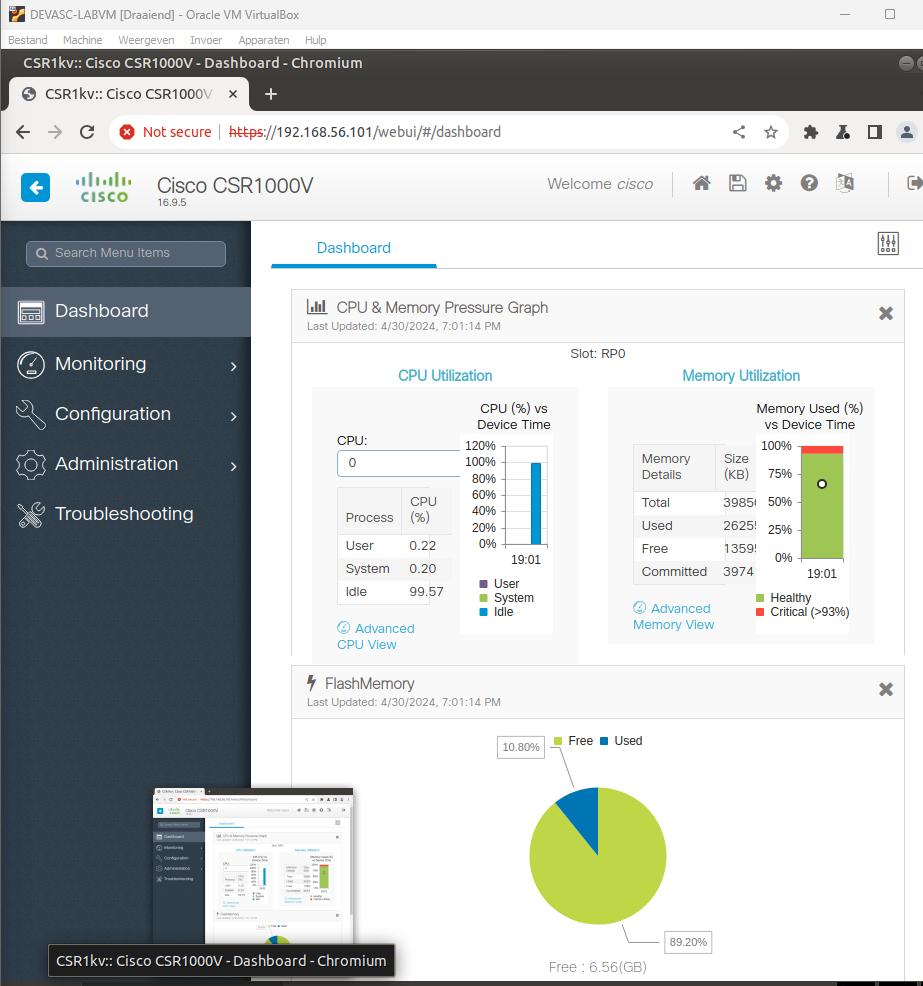 DEVASC-LABVM [Draaiend] - Oracle VM VirtualBox
Bestand Machine Weergeven Invoer Apparaten Hulp
CSR1kv:: Cisco CSR1000V - Dashboard - Chromium
CSR1kv:: Cisco CSR1000V
Not secure https://192.168.56.101/webui/#/dashboard
cisco
Cisco CSR1000V
16.9.5
Welcome cisco
Search Menu Items
Dashboard
Monitoring
Configuration
Administration
Troubleshooting
Dashboard
CPU & Memory Pressure Graph
Last Updated: 4/30/2024, 7:01:14 PM
Slot: RP0
CPU Utilization
CPU:
0
Process CPU (%)
User 0.22
System 0.20
Idle 99.57
Advanced
CPU View
CPU (%) vs
Device Time
120%
100%
80%
60%
40%
20%
0%
19:01
User
System
Idle
Memory Utilization
Memory Details Size (KB)
Total
Used
Free
Committed
Advanced
Memory View
Memory Used (%)
vs Device Time
100%
75%
50%
25%
0%
19:01
Healthy
Critical (>93%)
FlashMemory
Last Updated: 4/30/2024, 7:01:14 PM
Free Used
10.80%
89.20%
Free : 6.56(GB)
CSR1kv:: Cisco CSR1000V - Dashboard - Chromium